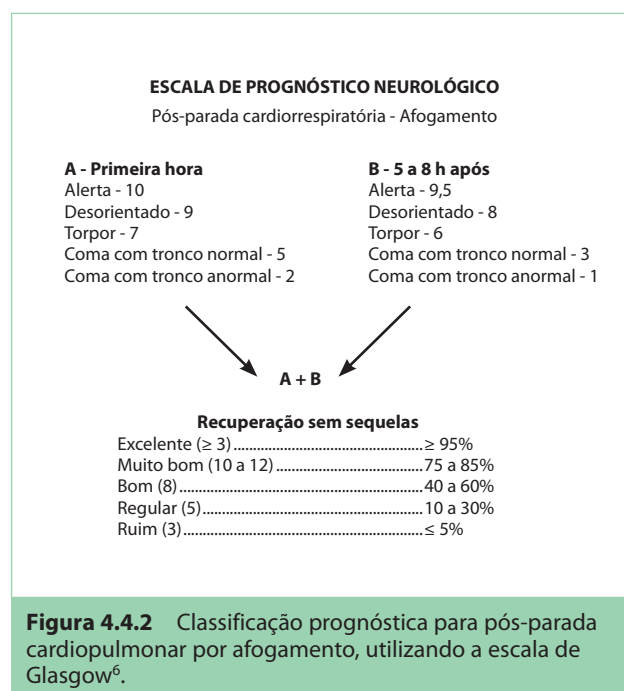 ESCALA DE PROGNÓSTICO NEUROLÓGICO
Pós-parada cardiorrespiratória - Afogamento
A - Primeira hora
Alerta - 10
Desorientado - 9
Torpor - 7
Coma com tronco normal - 5
Coma com tronco anormal - 2
B - 5 a 8 h após
Alerta - 9,5
Desorientado - 8
Torpor - 6
Coma com tronco normal - 3
Coma com tronco anormal - 1
A + B
Recuperação sem sequelas
Excelente (≥ 3)..................................................≥ 95%
Muito bom (10 a 12)........................................75 a 85%
Bom (8)..............................................................40 a 60%
Regular (5).........................................................10 a 30%
Ruim (3).............................................................≤ 5%
Figura 4.4.2 Classificação prognóstica para pós-parada
cardiopulmonar por afogamento, utilizando a escala de
Glasgow⁶.